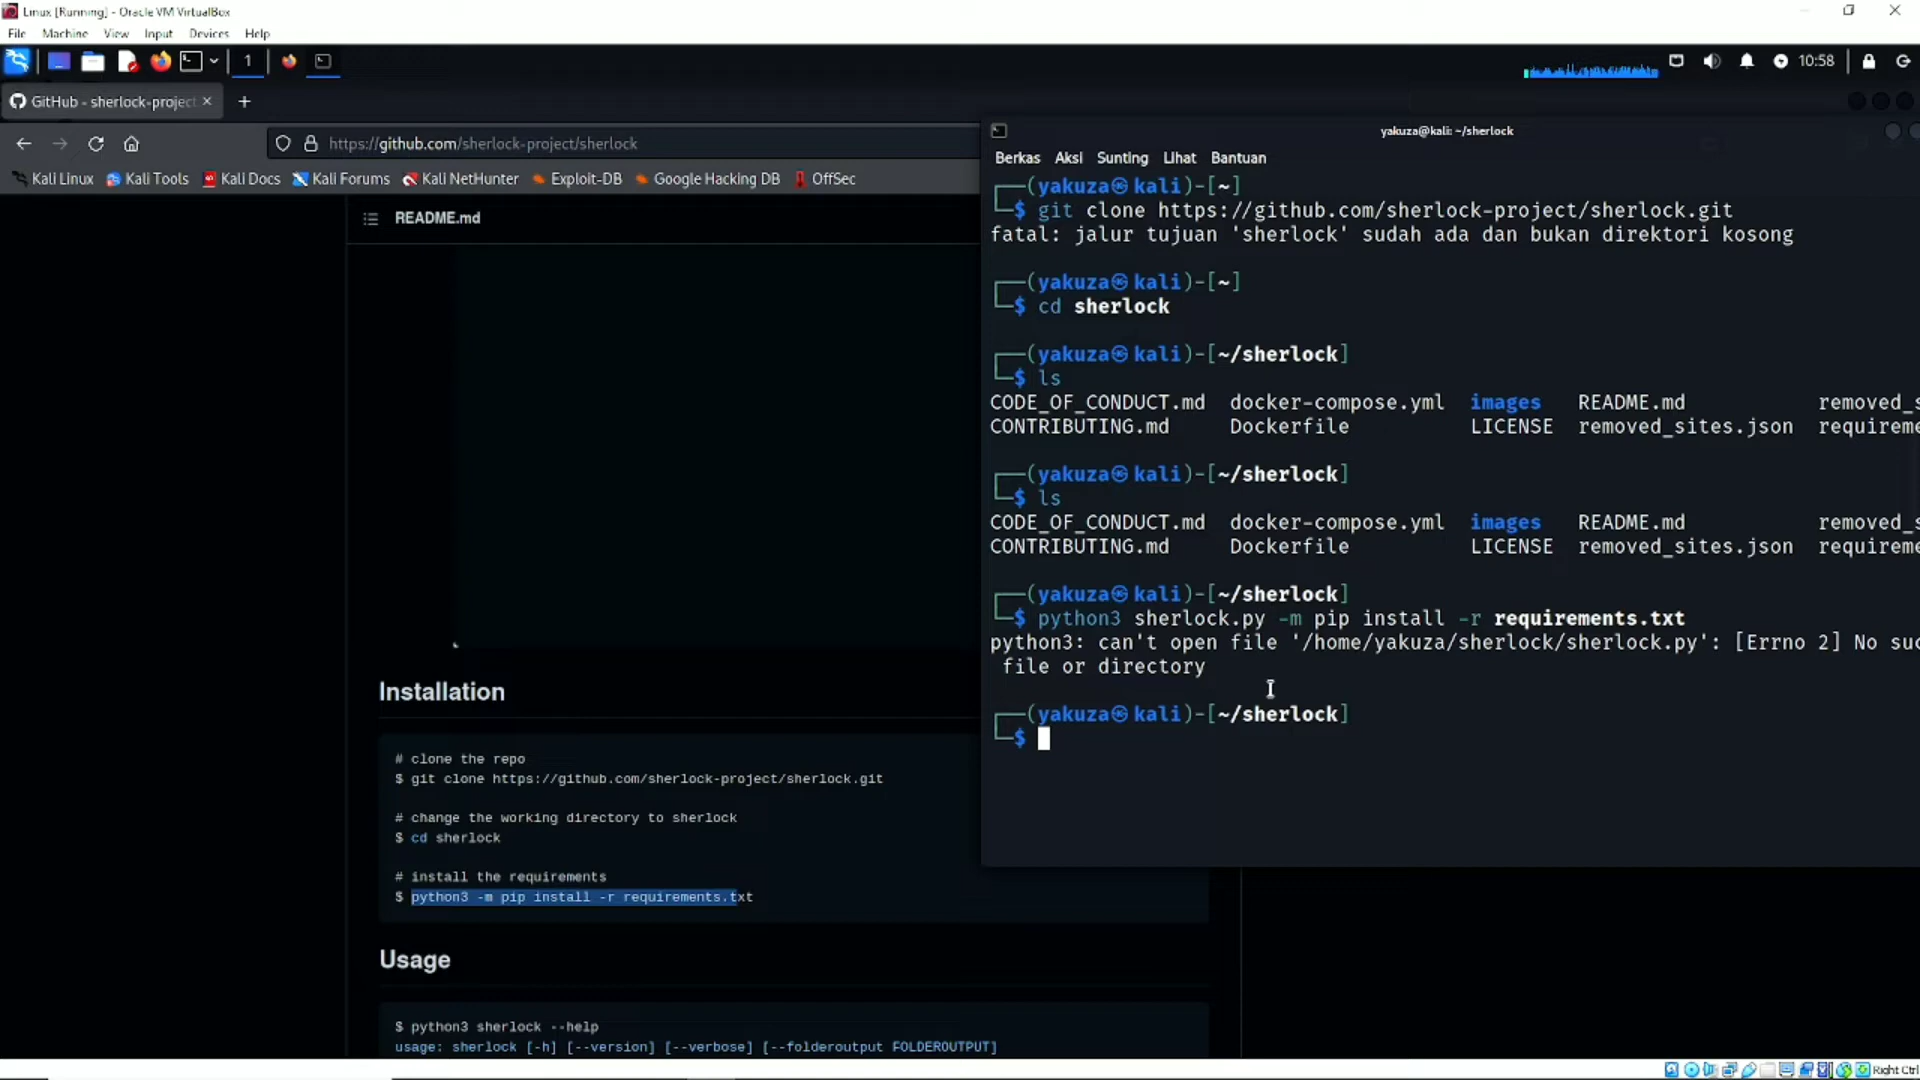 Linux [Running] - Oracle VM VirtualBox
File Machine View Input Devices Help
1
10:58
GitHub - sherlock-project
https://github.com/sherlock-project/sherlock
Kali Linux Kali Tools Kali Docs Kali Forums Kali NetHunter Exploit-DB Google Hacking DB OffSec
README.md
Installation
# clone the repo
$ git clone https://github.com/sherlock-project/sherlock.git
# change the working directory to sherlock
$ cd sherlock
# install the requirements
$ python3 -m pip install -r requirements.txt
Usage
$ python3 sherlock --help
usage: sherlock [-h] [--version] [--verbose] [--folderoutput FOLDEROUTPUT]
yakuza@kali: ~/sherlock
Berkas Aksi Sunting Lihat Bantuan
(yakuza㉿kali)-[~]
$ git clone https://github.com/sherlock-project/sherlock.git
fatal: jalur tujuan 'sherlock' sudah ada dan bukan direktori kosong
(yakuza㉿kali)-[~]
$ cd sherlock
(yakuza㉿kali)-[~/sherlock]
$ ls
CODE_OF_CONDUCT.md docker-compose.yml images README.md removed_s
CONTRIBUTING.md Dockerfile LICENSE removed_sites.json requireme
(yakuza㉿kali)-[~/sherlock]
$ ls
CODE_OF_CONDUCT.md docker-compose.yml images README.md removed_s
CONTRIBUTING.md Dockerfile LICENSE removed_sites.json requireme
(yakuza㉿kali)-[~/sherlock]
$ python3 sherlock.py -m pip install -r requirements.txt
python3: can't open file '/home/yakuza/sherlock/sherlock.py': [Errno 2] No suc
file or directory
(yakuza㉿kali)-[~/sherlock]
$
Right Ctrl